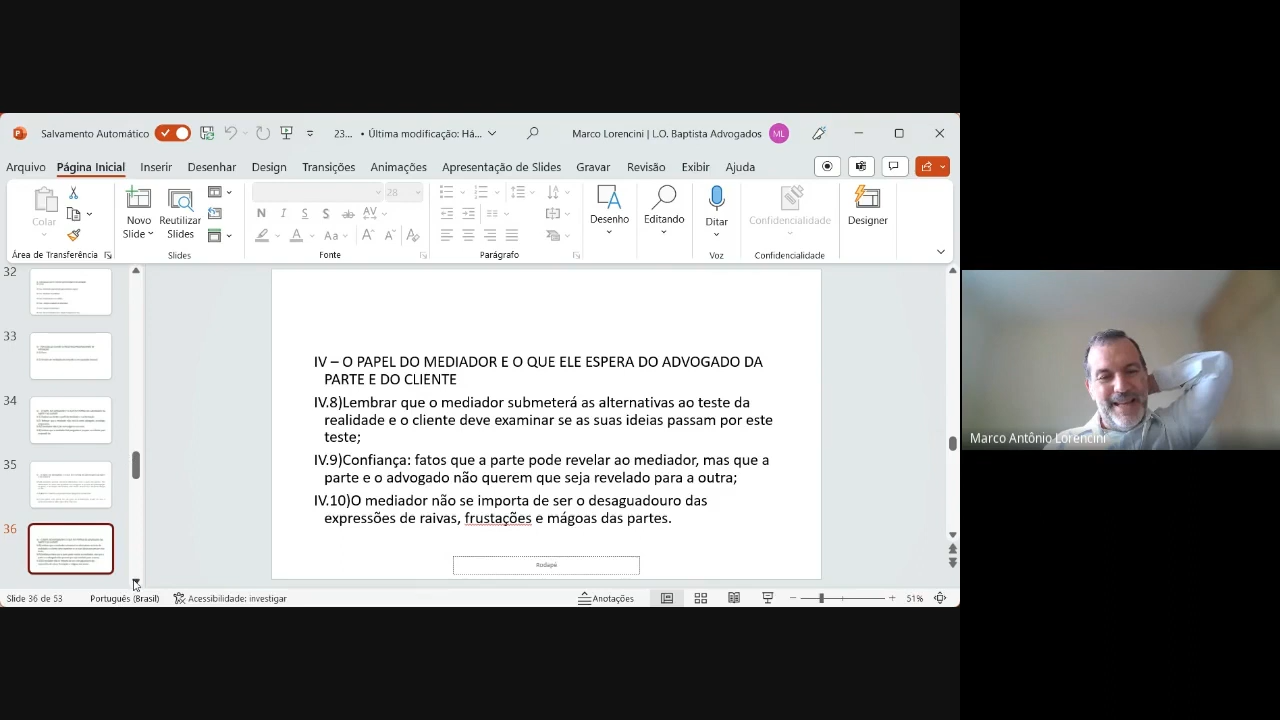 Salvamento Automático
23... • Última modificação: Há...
Marco Lorencini | L.O. Baptista Advogados
ML
Arquivo Página Inicial Inserir Desenhar Design Transições Animações Apresentação de Slides Gravar Revisão Exibir Ajuda
Colar
Novo
Slide
Reutilizar
Slides
28
N I S S ab AV
A Aa A A A
Desenho
Editando
Ditar
Confidencialidade
Designer
Área de Transferência
Slides
Fonte
Parágrafo
Voz
Confidencialidade
32
33
34
35
36
IV – O PAPEL DO MEDIADOR E O QUE ELE ESPERA DO ADVOGADO DA
PARTE E DO CLIENTE
IV.8)Lembrar que o mediador submeterá as alternativas ao teste da
realidade e o cliente deve examinar se as suas ideias passam por este
teste;
IV.9)Confiança: fatos que a parte pode revelar ao mediador, mas que a
parte e o advogado não querem que seja revelado para a outra;
IV.10)O mediador não se importa de ser o desaguadouro das
expressões de raivas, frustações e mágoas das partes.
Rodapé
Slide 36 de 53
Português (Brasil)
Acessibilidade: investigar
Anotações
51%
Marco Antônio Lorencini